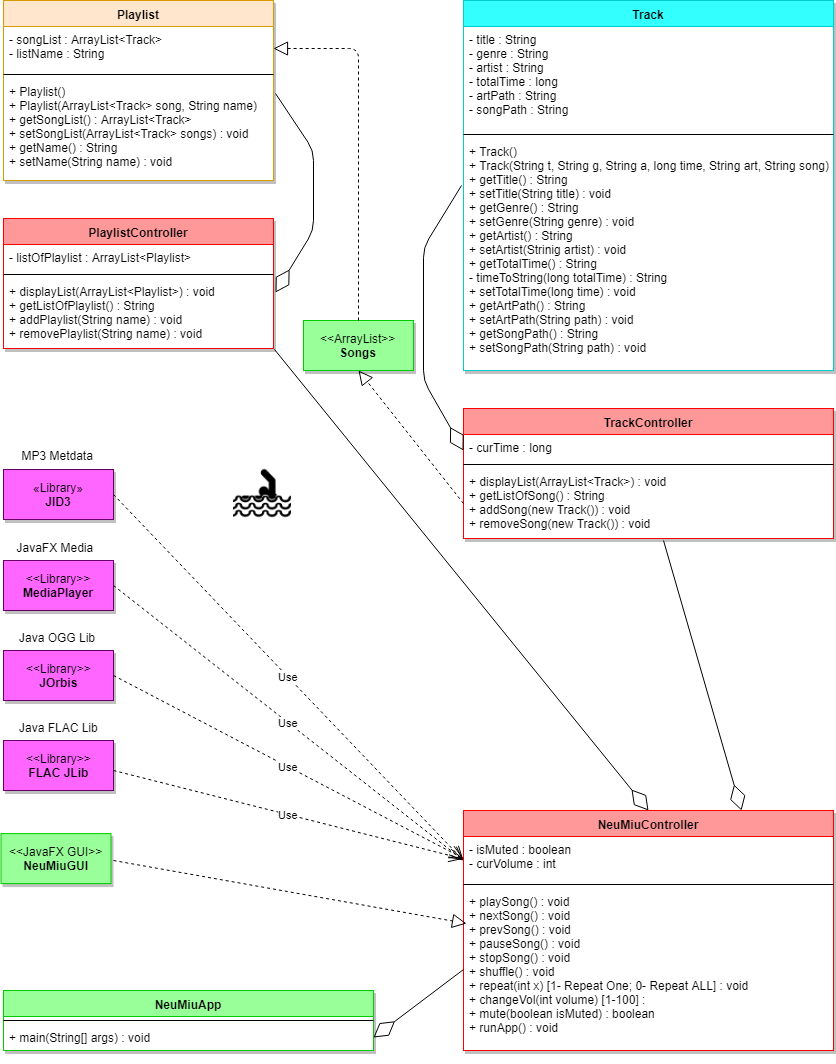 Playlist
- songList : ArrayList<Track>
- listName : String
+ Playlist()
+ Playlist(ArrayList<Track> song, String name)
+ getSongList() : ArrayList<Track>
+ setSongList(ArrayList<Track> songs) : void
+ getName() : String
+ setName(String name) : void
Track
- title : String
- genre : String
- artist : String
- totalTime : long
- artPath : String
- songPath : String
+ Track()
+ Track(String t, String g, String a, long time, String art, String song)
+ getTitle() : String
+ setTitle(String title) : void
+ getGenre() : String
+ setGenre(String genre) : void
+ getArtist() : String
+ setArtist(Strinig artist) : void
+ getTotalTime() : String
- timeToString(long totalTime) : String
+ setTotalTime(long time) : void
+ getArtPath() : String
+ setArtPath(String path) : void
+ getSongPath() : String
+ setSongPath(String path) : void
PlaylistController
- listOfPlaylist : ArrayList<Playlist>
+ displayList(ArrayList<Playlist>) : void
+ getListOfPlaylist() : String
+ addPlaylist(String name) : void
+ removePlaylist(String name) : void
<<ArrayList>>
Songs
TrackController
- curTime : long
+ displayList(ArrayList<Track>) : void
+ getListOfSong() : String
+ addSong(new Track()) : void
+ removeSong(new Track()) : void
MP3 Metdata
«Library»
JID3
JavaFX Media
<<Library>>
MediaPlayer
Java OGG Lib
<<Library>>
JOrbis
Java FLAC Lib
<<Library>>
FLAC JLib
Use
Use
Use
Use
<<JavaFX GUI>>
NeuMiuGUI
NeuMiuController
- isMuted : boolean
- curVolume : int
+ playSong() : void
+ nextSong() : void
+ prevSong() : void
+ pauseSong() : void
+ stopSong() : void
+ shuffle() : void
+ repeat(int x) [1- Repeat One; 0- Repeat ALL] : void
+ changeVol(int volume) [1-100] :
+ mute(boolean isMuted) : boolean
+ runApp() : void
NeuMiuApp
+ main(String[] args) : void